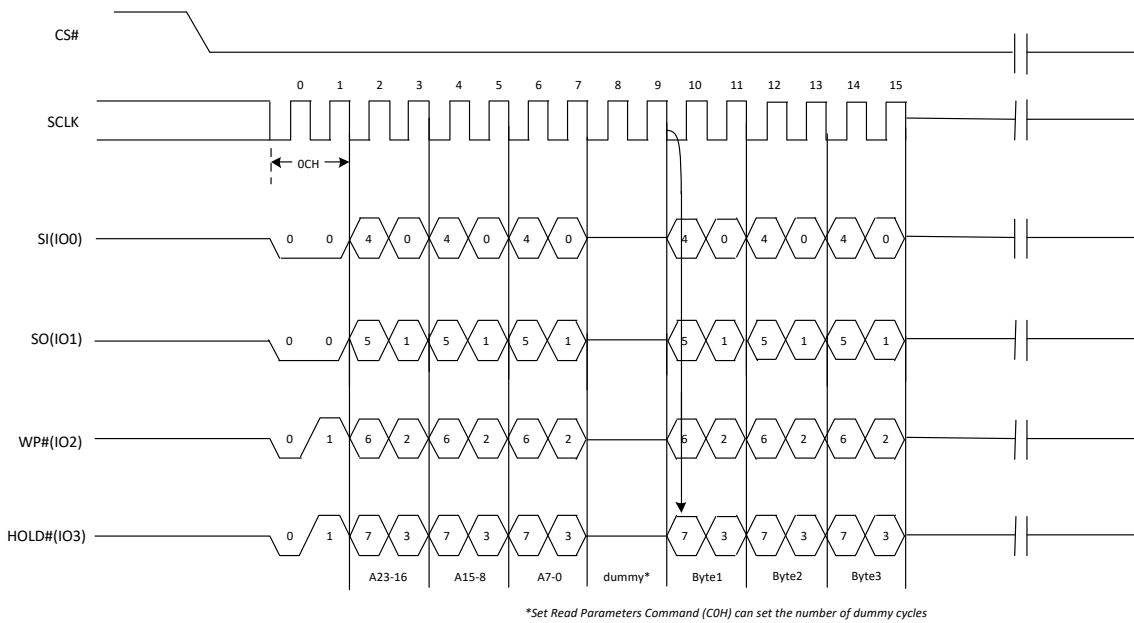 CS#
0 1 2 3 4 5 6 7 8 9 10 11 12 13 14 15
SCLK
0CH
SI(IO0) 0 0 4 0 4 0 4 0 4 0 4 0 4 0
SO(IO1) 0 0 5 1 5 1 5 1 5 1 5 1 5 1
WP#(IO2) 0 1 6 2 6 2 6 2 6 2 6 2 6 2
HOLD#(IO3) 0 1 7 3 7 3 7 3 7 3 7 3 7 3
A23-16 A15-8 A7-0 dummy* Byte1 Byte2 Byte3
*Set Read Parameters Command (C0H) can set the number of dummy cycles